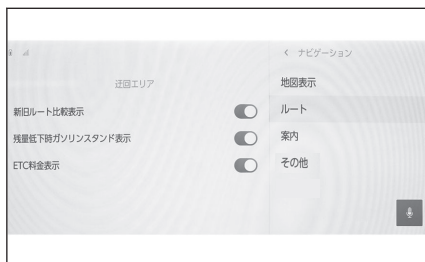 迂回エリア
新旧ルート比較表示
残量低下時ガソリンスタンド表示
ETC料金表示
< ナビゲーション
地図表示
ルート
案内
その他